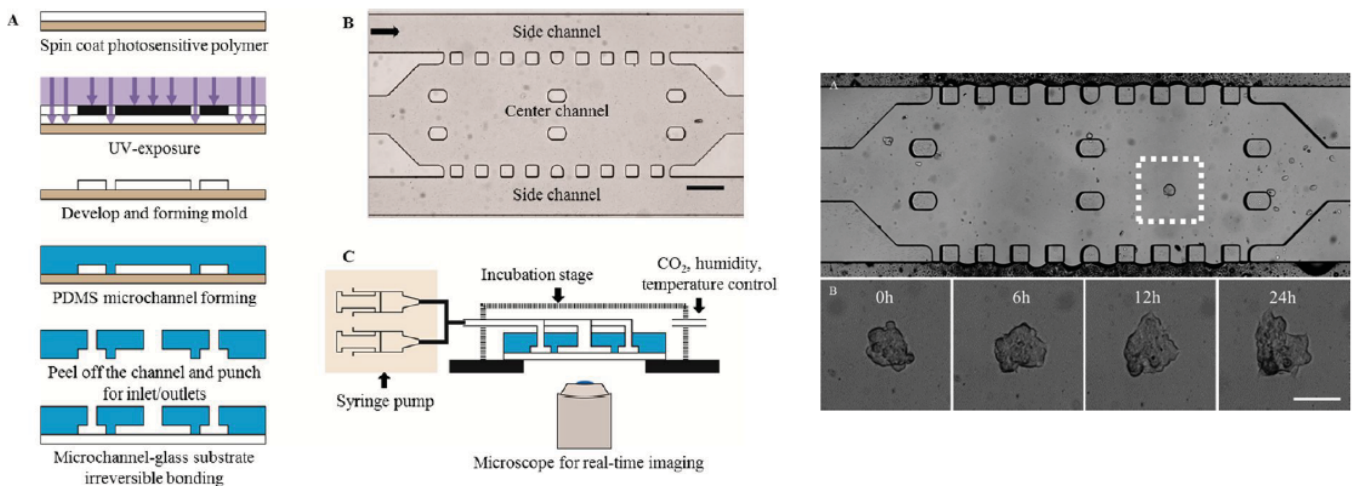 A
Spin coat photosensitive polymer
UV-exposure
Develop and forming mold
PDMS microchannel forming
Peel off the channel and punch
for inlet/outlets
Microchannel-glass substrate
irreversible bonding
B
Side channel
Center channel
Side channel
C
Incubation stage
CO₂, humidity,
temperature control
Syringe pump
Microscope for real-time imaging
A
B
0h
6h
12h
24h